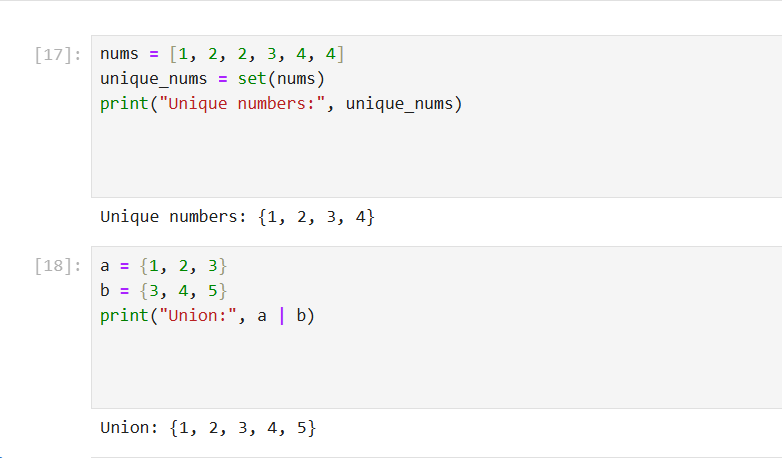 [17]: nums = [1, 2, 2, 3, 4, 4]
unique_nums = set(nums)
print("Unique numbers:", unique_nums)
Unique numbers: {1, 2, 3, 4}
[18]: a = {1, 2, 3}
b = {3, 4, 5}
print("Union:", a | b)
Union: {1, 2, 3, 4, 5}